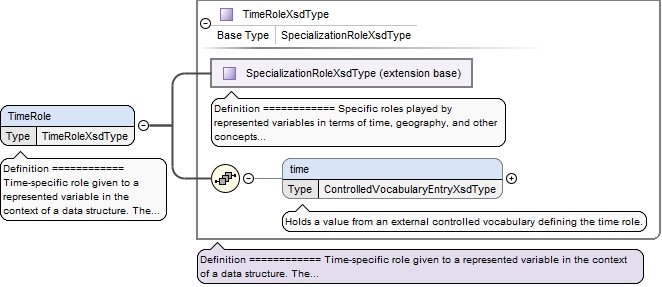 TimeRoleXsdType
Base Type SpecializationRoleXsdType
SpecializationRoleXsdType (extension base)
Definition ============ Specific roles played by
represented variables in terms of time, geography, and other
concepts...
TimeRole
Type TimeRoleXsdType
Definition ============
Time-specific role given to a
represented variable in the
context of a data structure. The...
time
Type ControlledVocabularyEntryXsdType
Holds a value from an external controlled vocabulary defining the time role.
Definition ============ Time-specific role given to a represented variable in the context
of a data structure. The...